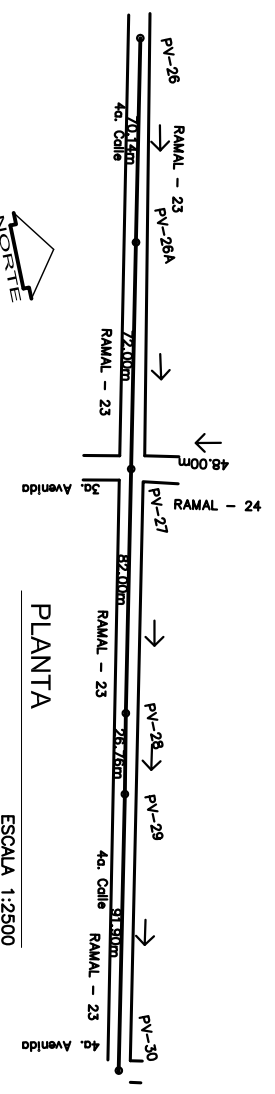 PV-26
RAMAL - 23
70.14m
4a. Calle
PV-26A
72.00m
RAMAL - 23
NORTE
48.00m
3a. Avenida
PV-27
RAMAL - 24
82.00m
RAMAL - 23
PV-28
26.76m
PV-29
4a. Calle
91.90m
RAMAL - 23
PV-30
4a. Avenida
PLANTA
ESCALA 1:2500